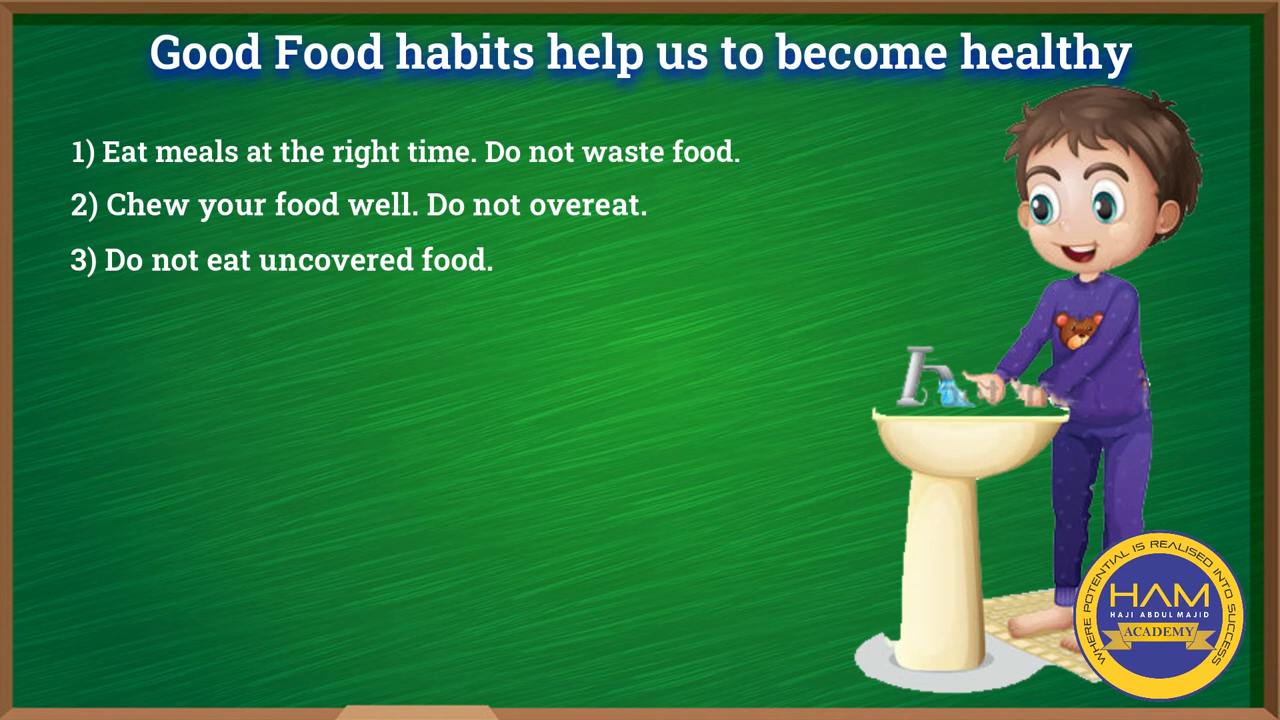 Good Food habits help us to become healthy
1) Eat meals at the right time. Do not waste food.
2) Chew your food well. Do not overeat.
3) Do not eat uncovered food.
WHERE POTENTIAL IS REALISED INTO SUCCESS
HAM
HAJI ABDUL MAJID
ACADEMY